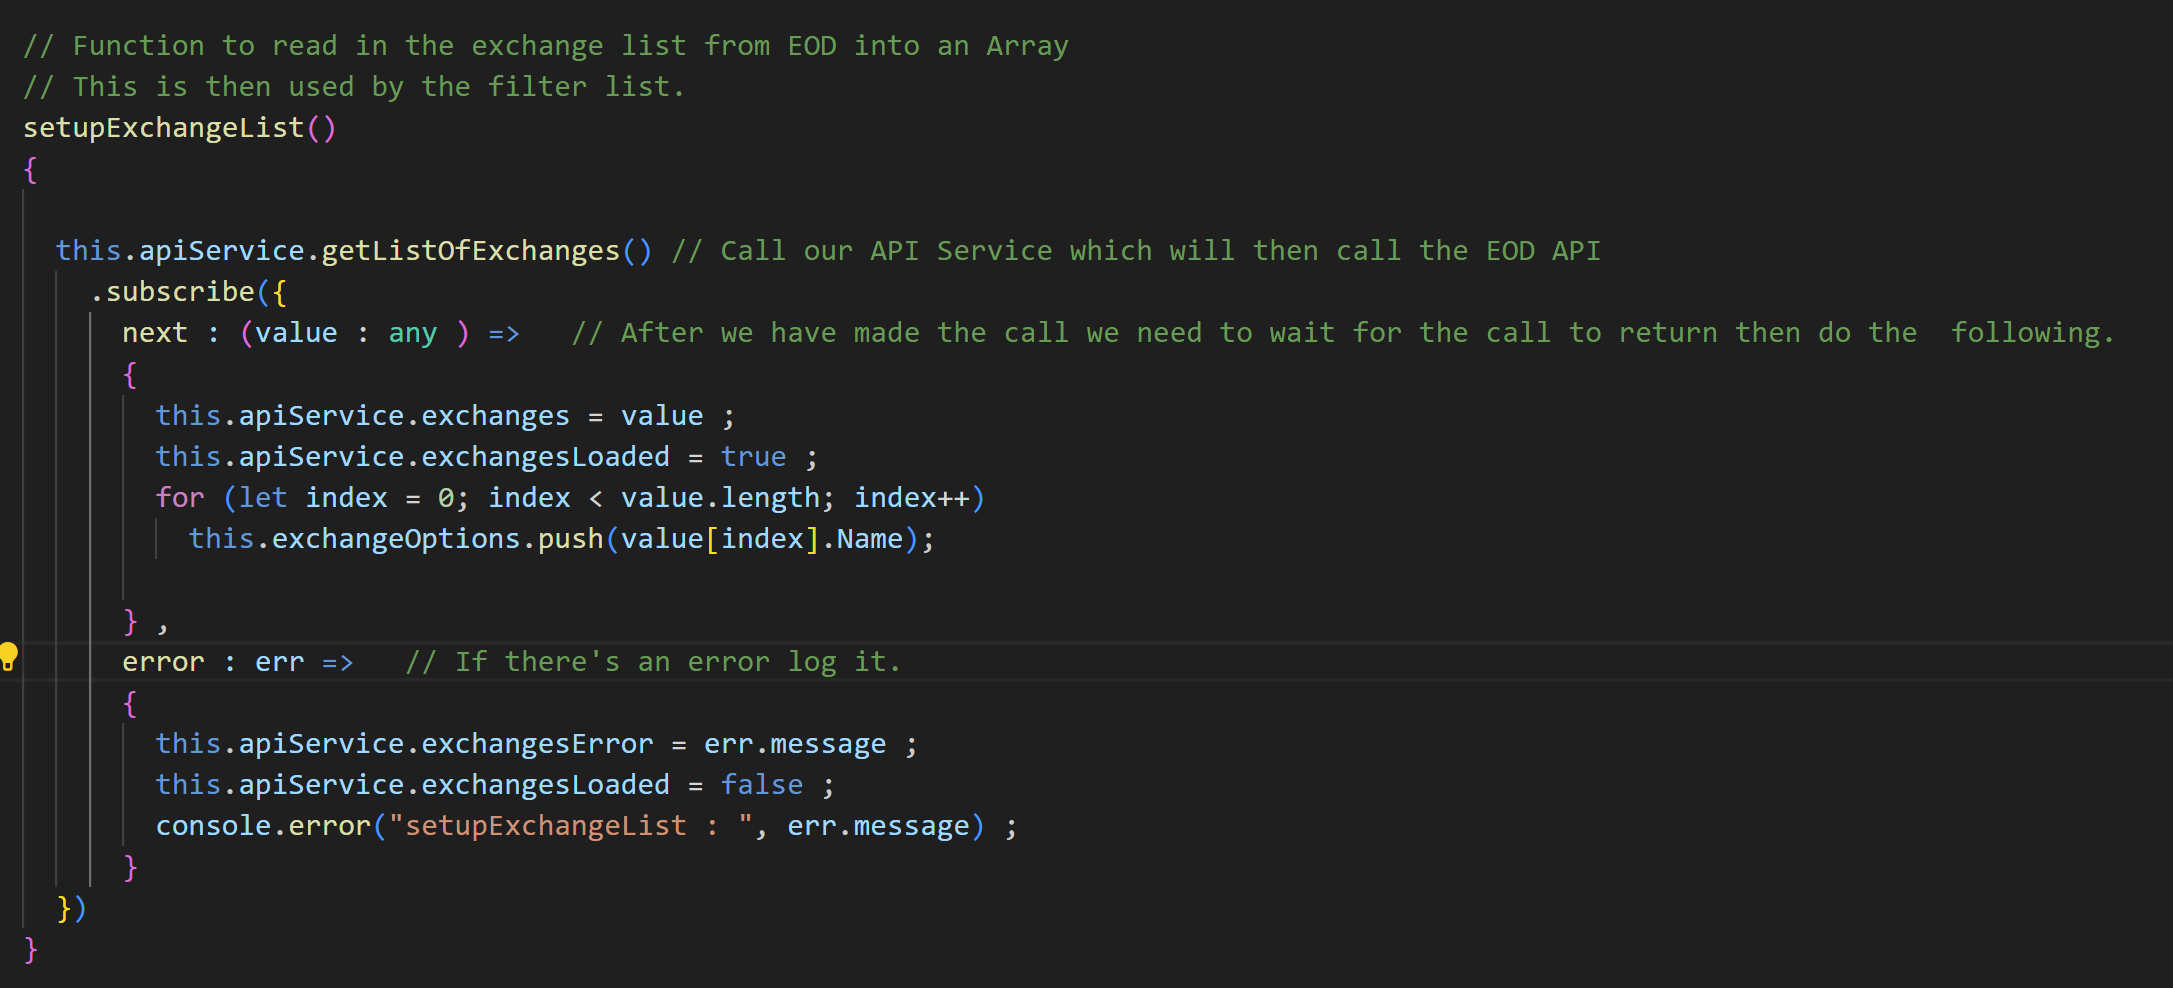 // Function to read in the exchange list from EOD into an Array
// This is then used by the filter list.
setupExchangeList()
{
this.apiService.getListOfExchanges() // Call our API Service which will then call the EOD API
.subscribe({
next : (value : any ) =>   // After we have made the call we need to wait for the call to return then do the  following.
{
this.apiService.exchanges = value ;
this.apiService.exchangesLoaded = true ;
for (let index = 0; index < value.length; index++)
this.exchangeOptions.push(value[index].Name);
} ,
error : err =>   // If there's an error log it.
{
this.apiService.exchangesError = err.message ;
this.apiService.exchangesLoaded = false ;
console.error("setupExchangeList : ", err.message) ;
}
})
}